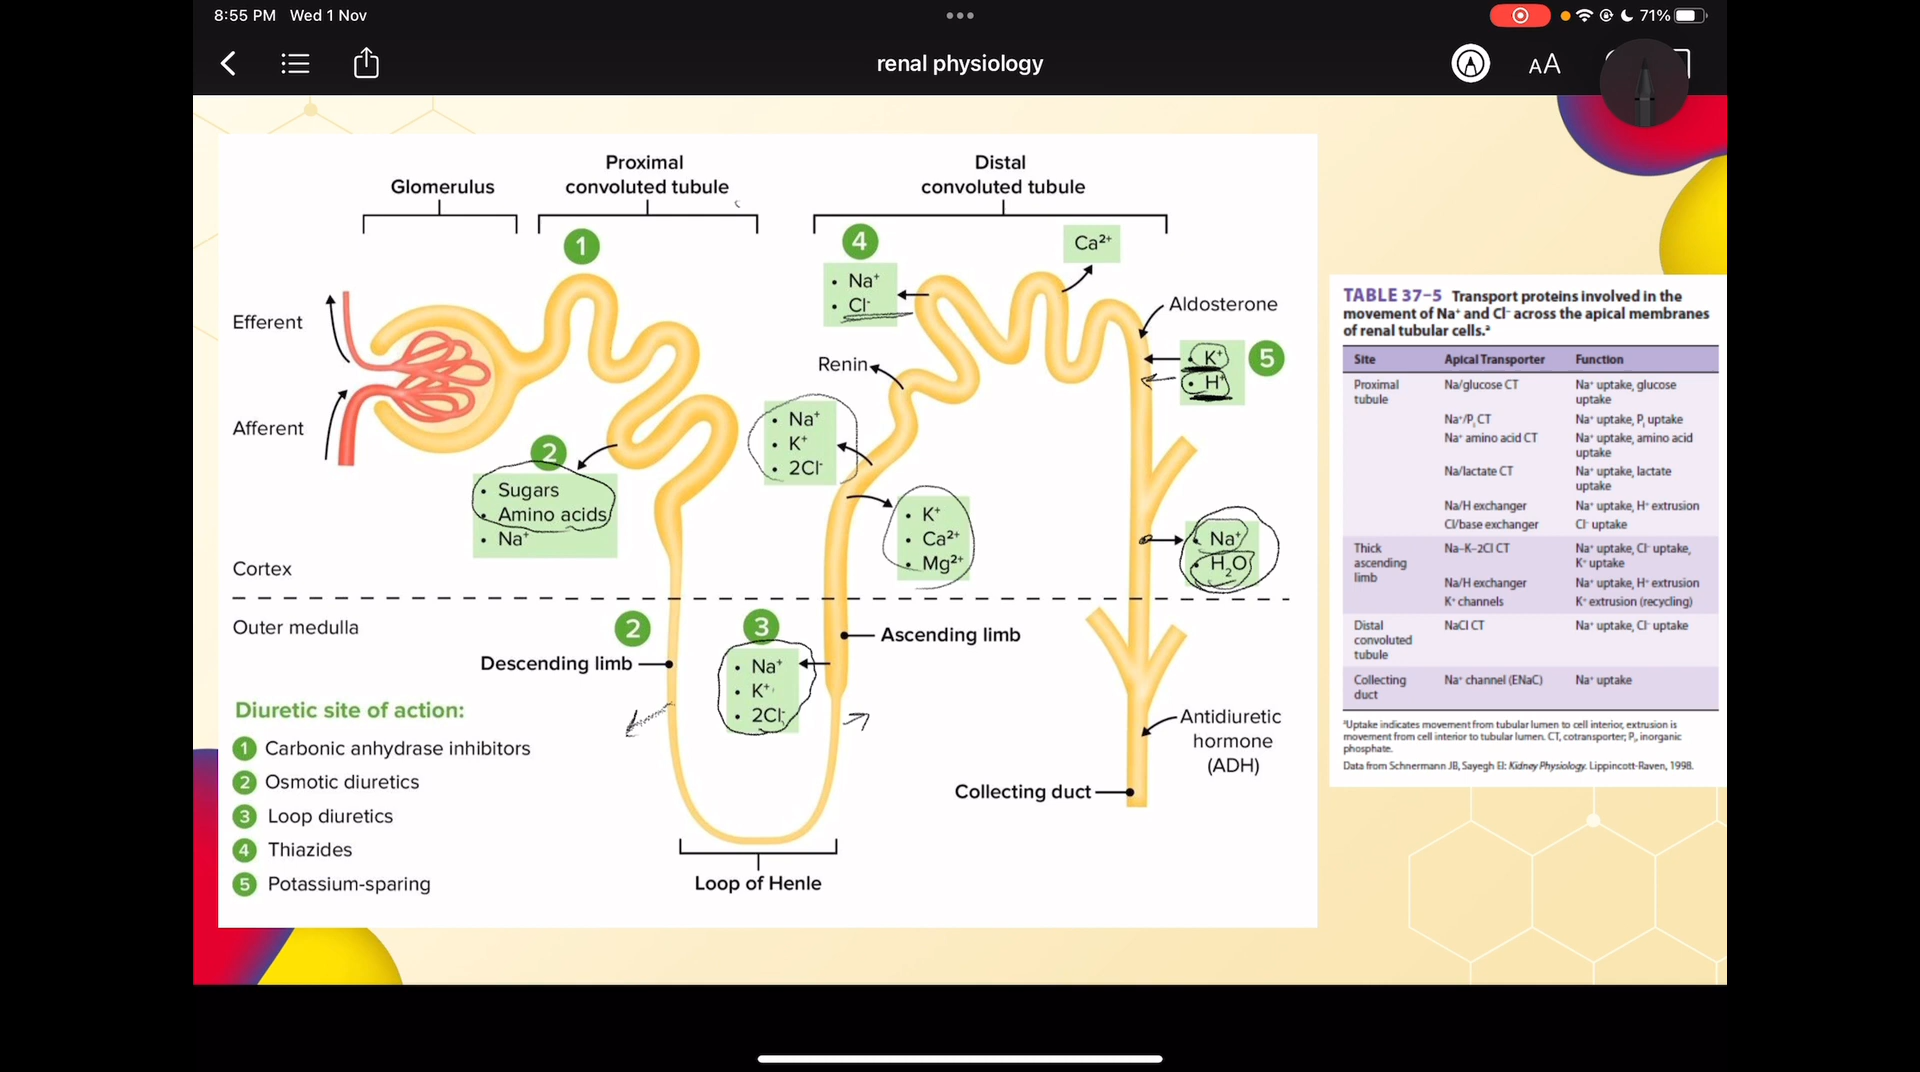 8:55 PM Wed 1 Nov
71%
renal physiology
AA
Proximal
convoluted tubule
Distal
convoluted tubule
Glomerulus
1
4
Ca²⁺
• Na⁺
• Cl⁻
Efferent
Afferent
Aldosterone
Renin
• K⁺
• H⁺
5
• Na⁺
• K⁺
• 2Cl⁻
2
• Sugars
• Amino acids
• Na⁺
• K⁺
• Ca²⁺
• Mg²⁺
• Na⁺
• H₂O
Cortex
Outer medulla
2
3
Descending limb
• Na⁺
• K⁺
• 2Cl⁻
Ascending limb
Diuretic site of action:
1 Carbonic anhydrase inhibitors
2 Osmotic diuretics
3 Loop diuretics
4 Thiazides
5 Potassium-sparing
Antidiuretic
hormone
(ADH)
Collecting duct
Loop of Henle
TABLE 37–5 Transport proteins involved in the
movement of Na⁺ and Cl⁻ across the apical membranes
of renal tubular cells.ª
Site Apical Transporter Function
Proximal tubule Na/glucose CT Na⁺ uptake, glucose uptake
Na⁺/Pᵢ CT Na⁺ uptake, Pᵢ uptake
Na⁺ amino acid CT Na⁺ uptake, amino acid uptake
Na/lactate CT Na⁺ uptake, lactate uptake
Na/H exchanger Na⁺ uptake, H⁺ extrusion
Cl/base exchanger Cl⁻ uptake
Thick ascending limb Na–K–2Cl CT Na⁺ uptake, Cl⁻ uptake, K⁺ uptake
Na/H exchanger Na⁺ uptake, H⁺ extrusion
K⁺ channels K⁺ extrusion (recycling)
Distal convoluted tubule NaCl CT Na⁺ uptake, Cl⁻ uptake
Collecting duct Na⁺ channel (ENaC) Na⁺ uptake
ªUptake indicates movement from tubular lumen to cell interior, extrusion is
movement from cell interior to tubular lumen. CT, cotransporter; Pᵢ, inorganic
phosphate.
Data from Schnermann JB, Sayegh EI: Kidney Physiology. Lippincott-Raven, 1998.